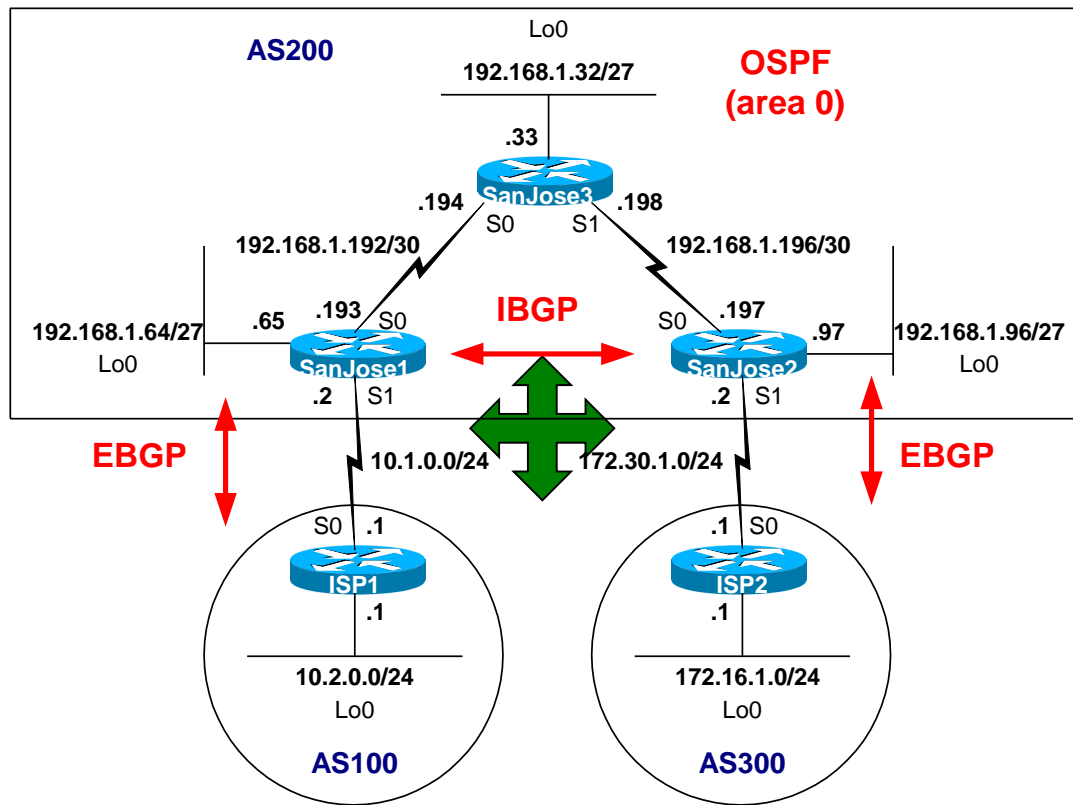 Lo0
AS200
192.168.1.32/27
OSPF
(area 0)
.33
SanJose3
.194
.198
S0
S1
192.168.1.192/30
192.168.1.196/30
.193
IBGP
.197
192.168.1.64/27
.65
S0
S0
.97
192.168.1.96/27
Lo0
SanJose1
SanJose2
Lo0
.2
S1
.2
S1
EBGP
10.1.0.0/24
172.30.1.0/24
EBGP
S0
.1
.1
S0
ISP1
ISP2
.1
.1
10.2.0.0/24
172.16.1.0/24
Lo0
Lo0
AS100
AS300